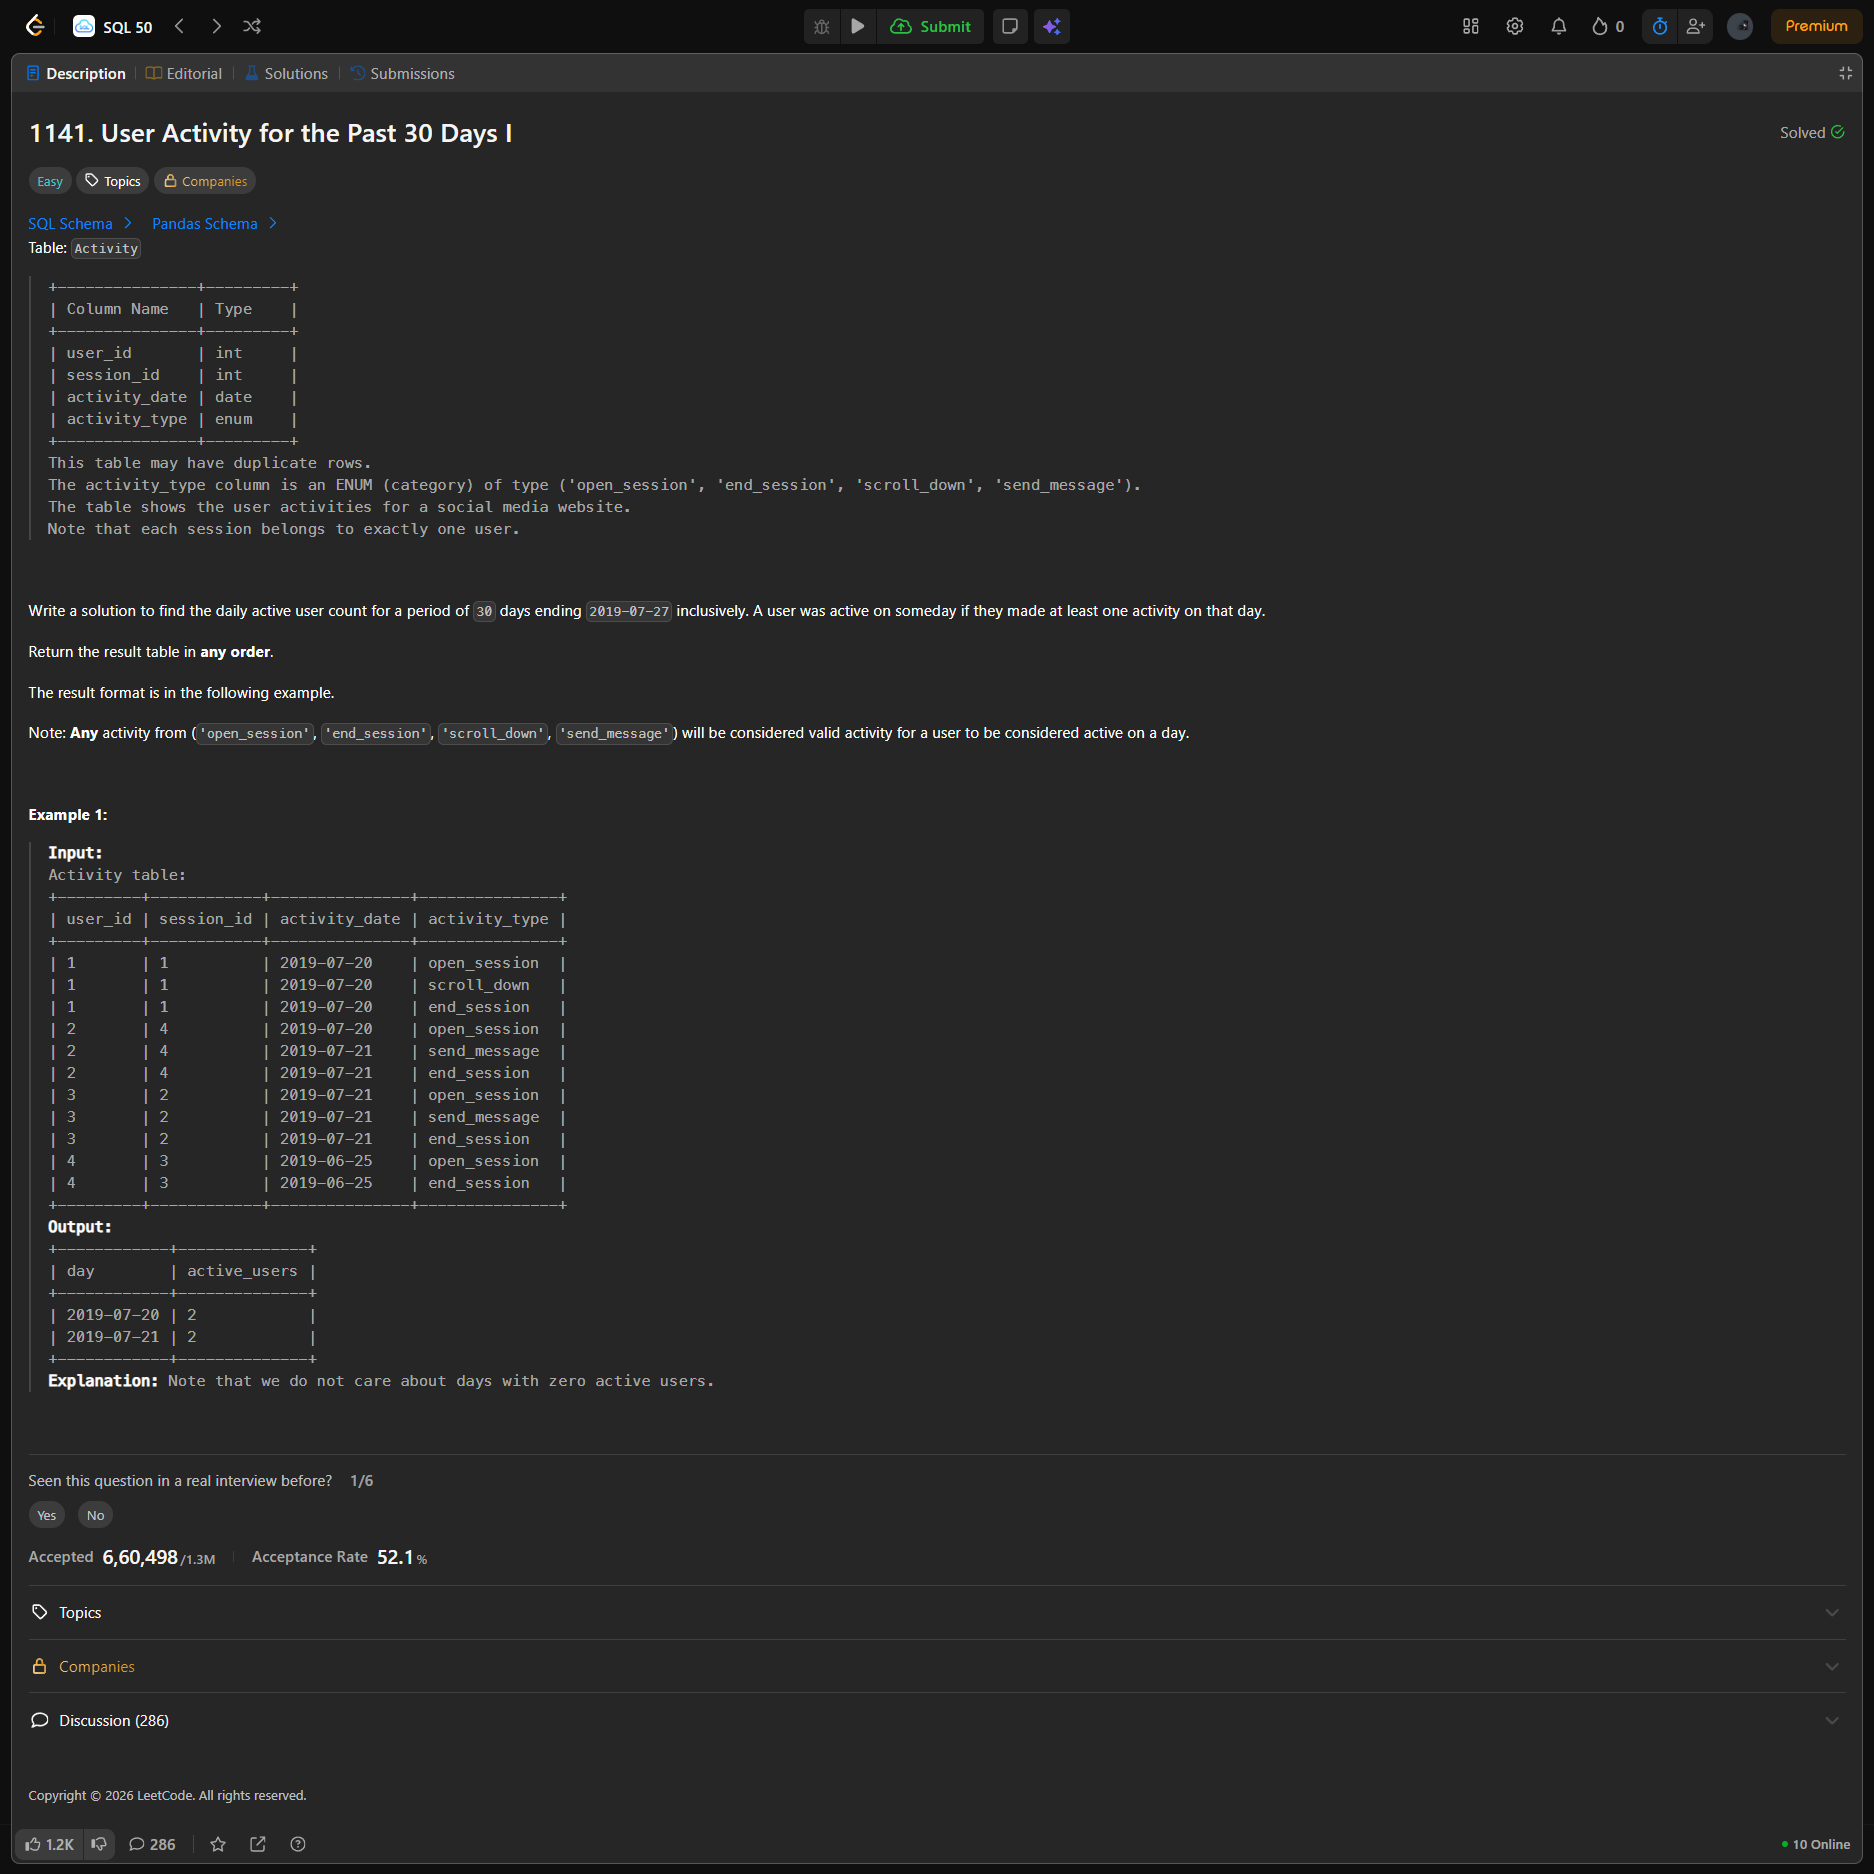 SQL 50
Submit
0
Premium
Description
Editorial
Solutions
Submissions
1141. User Activity for the Past 30 Days I
Solved
Easy
Topics
Companies
SQL Schema
Pandas Schema
Table: Activity
+---------------+---------+
| Column Name   | Type    |
+---------------+---------+
| user_id       | int     |
| session_id    | int     |
| activity_date | date    |
| activity_type | enum    |
+---------------+---------+
This table may have duplicate rows.
The activity_type column is an ENUM (category) of type ('open_session', 'end_session', 'scroll_down', 'send_message').
The table shows the user activities for a social media website.
Note that each session belongs to exactly one user.
Write a solution to find the daily active user count for a period of 30 days ending 2019-07-27 inclusively. A user was active on someday if they made at least one activity on that day.
Return the result table in any order.
The result format is in the following example.
Note: Any activity from ('open_session', 'end_session', 'scroll_down', 'send_message') will be considered valid activity for a user to be considered active on a day.
Example 1:
Input:
Activity table:
+---------+------------+---------------+---------------+
| user_id | session_id | activity_date | activity_type |
+---------+------------+---------------+---------------+
| 1       | 1          | 2019-07-20    | open_session  |
| 1       | 1          | 2019-07-20    | scroll_down   |
| 1       | 1          | 2019-07-20    | end_session   |
| 2       | 4          | 2019-07-20    | open_session  |
| 2       | 4          | 2019-07-21    | send_message  |
| 2       | 4          | 2019-07-21    | end_session   |
| 3       | 2          | 2019-07-21    | open_session  |
| 3       | 2          | 2019-07-21    | send_message  |
| 3       | 2          | 2019-07-21    | end_session   |
| 4       | 3          | 2019-06-25    | open_session  |
| 4       | 3          | 2019-06-25    | end_session   |
+---------+------------+---------------+---------------+
Output:
+------------+--------------+
| day        | active_users |
+------------+--------------+
| 2019-07-20 | 2            |
| 2019-07-21 | 2            |
+------------+--------------+
Explanation: Note that we do not care about days with zero active users.
Seen this question in a real interview before? 1/6
Yes
No
Accepted 6,60,498/1.3M
Acceptance Rate 52.1%
Topics
Companies
Discussion (286)
Copyright © 2026 LeetCode. All rights reserved.
1.2K
286
10 Online